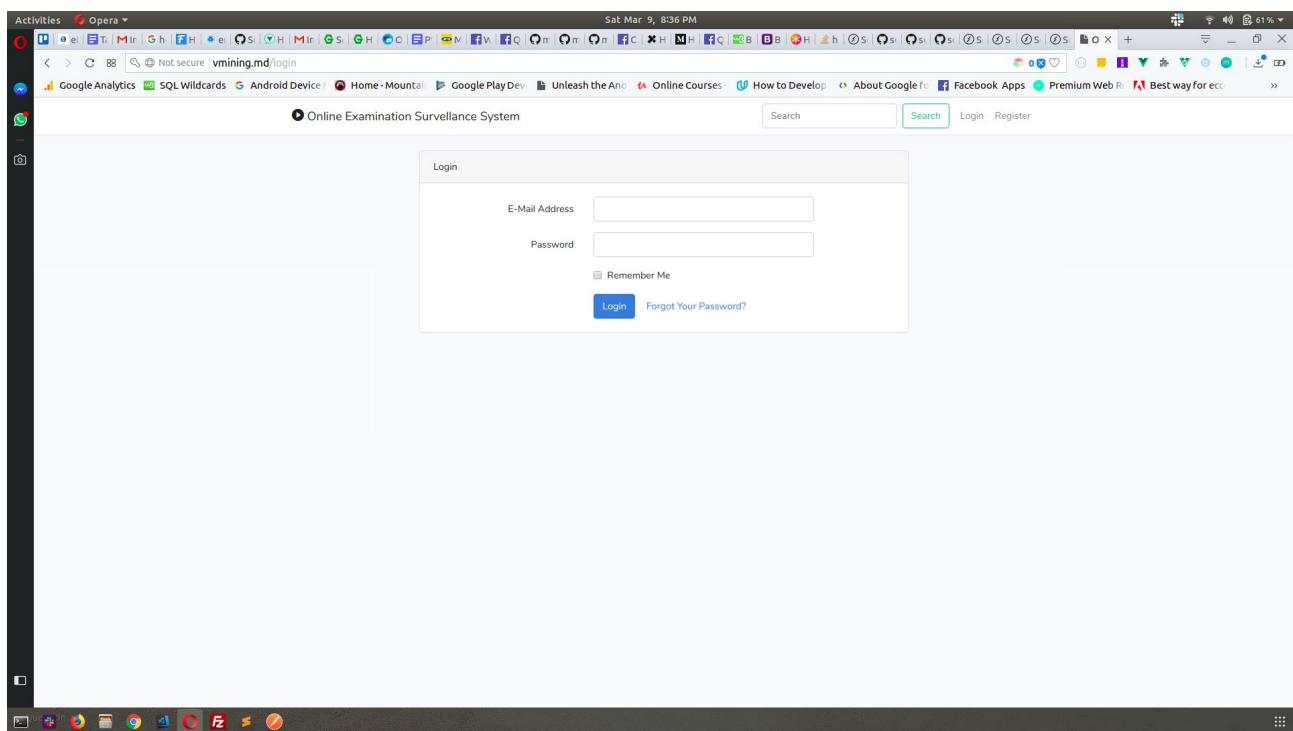 Activities Opera Sat Mar 9, 8:36 PM 61 %
Not secure vmining.md/login
Google Analytics SQL Wildcards Android Device Home - Mountai Google Play Dev Unleash the Ano Online Courses - How to Develop About Google fo Facebook Apps Premium Web Re Best way for eco
Online Examination Survellance System Search Search Login Register
Login
E-Mail Address
Password
Remember Me
Login Forgot Your Password?